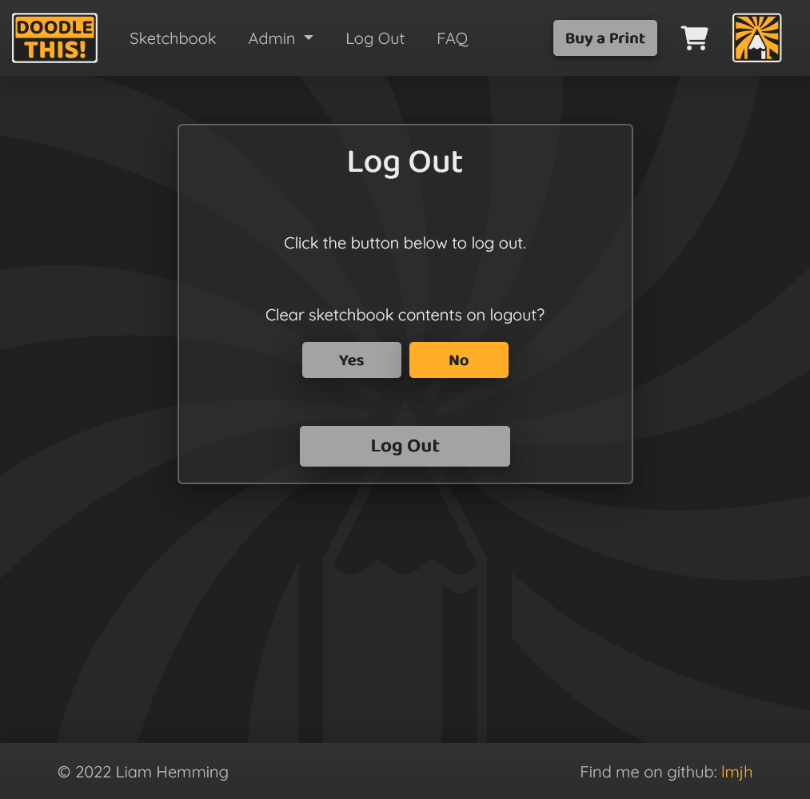 DOODLE THIS!
Sketchbook Admin Log Out FAQ Buy a Print
Log Out
Click the button below to log out.
Clear sketchbook contents on logout?
Yes No
Log Out
© 2022 Liam Hemming Find me on github: lmjh